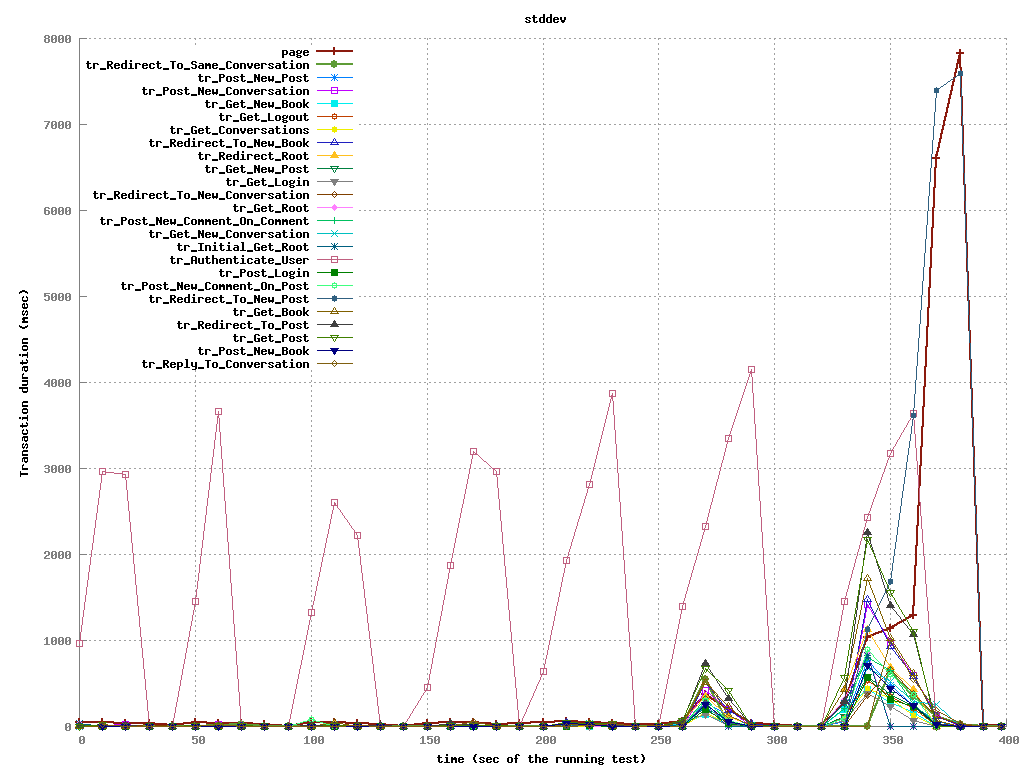 stddev
8000
7000
6000
5000
4000
3000
2000
1000
0
Transaction duration (msec)
page
tr_Redirect_To_Same_Conversation
tr_Post_New_Post
tr_Post_New_Conversation
tr_Get_New_Book
tr_Get_Logout
tr_Get_Conversations
tr_Redirect_To_New_Book
tr_Redirect_Root
tr_Get_New_Post
tr_Get_Login
tr_Redirect_To_New_Conversation
tr_Get_Root
tr_Post_New_Comment_On_Comment
tr_Get_New_Conversation
tr_Initial_Get_Root
tr_Authenticate_User
tr_Post_Login
tr_Post_New_Comment_On_Post
tr_Redirect_To_New_Post
tr_Get_Book
tr_Redirect_To_Post
tr_Get_Post
tr_Post_New_Book
tr_Reply_To_Conversation
0 50 100 150 200 250 300 350 400
time (sec of the running test)